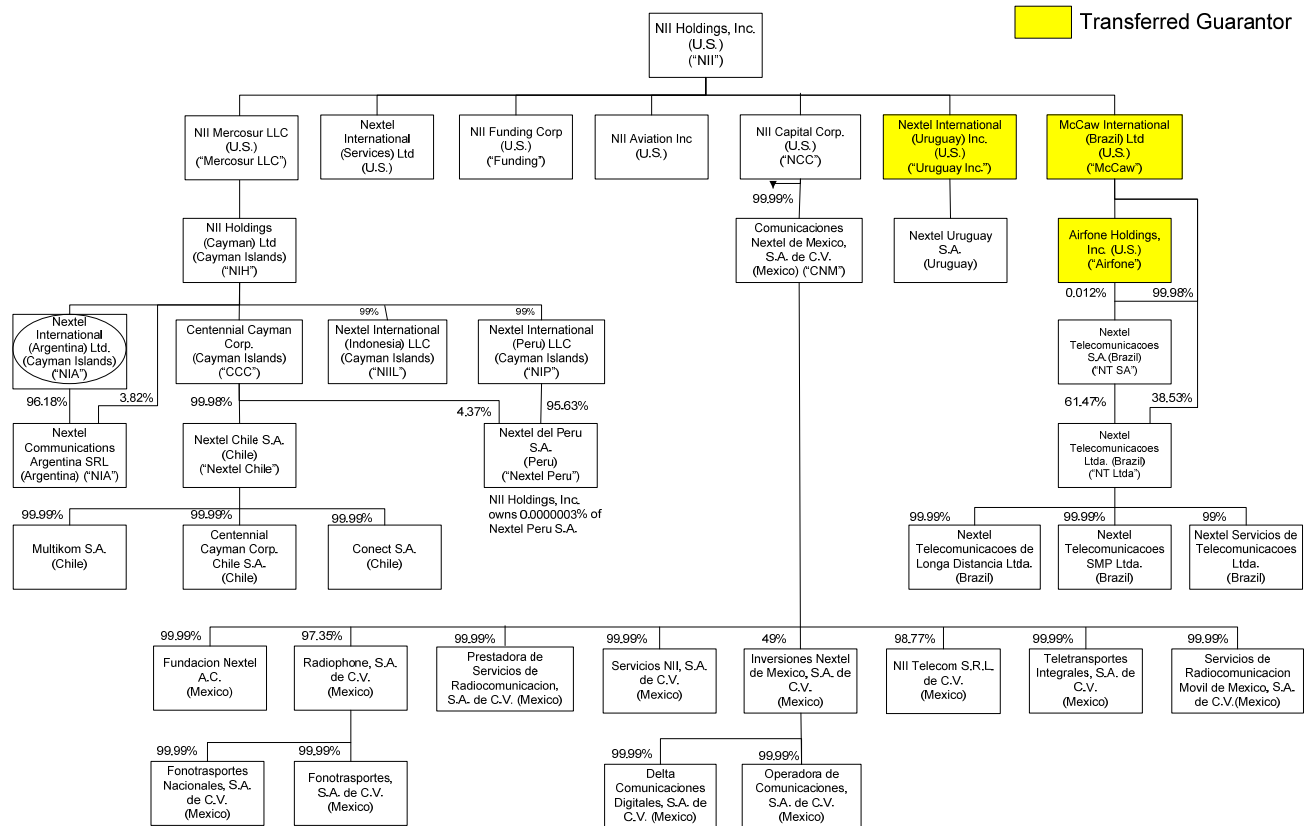 Transferred Guarantor
NII Holdings, Inc.
(U.S.)
("NII")
NII Mercosur LLC
(U.S.)
("Mercosur LLC")
Nextel
International
(Services) Ltd
(U.S.)
NII Funding Corp
(U.S.)
("Funding")
NII Aviation Inc
(U.S.)
NII Capital Corp.
(U.S.)
("NCC")
Nextel International
(Uruguay) Inc.
(U.S.)
("Uruguay Inc.")
McCaw International
(Brazil) Ltd
(U.S.)
("McCaw")
99.99%
NII Holdings
(Cayman) Ltd
(Cayman Islands)
("NIH")
Comunicaciones
Nextel de Mexico,
S.A. de C.V.
(Mexico) ("CNM")
Nextel Uruguay
S.A.
(Uruguay)
Airfone Holdings,
Inc. (U.S.)
("Airfone")
0.012%
99.98%
99%
99%
Nextel
International
(Argentina) Ltd.
(Cayman Islands)
("NIA")
Centennial Cayman
Corp.
(Cayman Islands)
("CCC")
Nextel International
(Indonesia) LLC
(Cayman Islands)
("NIIL")
Nextel International
(Peru) LLC
(Cayman Islands)
("NIP")
Nextel
Telecomunicacoes
S.A. (Brazil)
("NT SA")
96.18%
3.82%
99.98%
4.37%
95.63%
61.47%
38.53%
Nextel
Communications
Argentina SRL
(Argentina) ("NIA")
Nextel Chile S.A.
(Chile)
("Nextel Chile")
Nextel del Peru
S.A.
(Peru)
("Nextel Peru")
Nextel
Telecomunicacoes
Ltda. (Brazil)
("NT Ltda")
NII Holdings, Inc.
owns 0.0000003% of
Nextel Peru S.A.
99.99%
99.99%
99.99%
99.99%
99.99%
99%
Multikom S.A.
(Chile)
Centennial
Cayman Corp.
Chile S.A.
(Chile)
Conect S.A.
(Chile)
Nextel
Telecomunicacoes de
Longa Distancia Ltda.
(Brazil)
Nextel
Telecomunicacoes
SMP Ltda.
(Brazil)
Nextel Servicios de
Telecomunicacoes
Ltda.
(Brazil)
99.99%
97.35%
99.99%
99.99%
49%
98.77%
99.99%
99.99%
Fundacion Nextel
A.C.
(Mexico)
Radiophone, S.A.
de C.V.
(Mexico)
Prestadora de
Servicios de
Radiocomunicacion,
S.A. de C.V. (Mexico)
Servicios NII, S.A.
de C.V.
(Mexico)
Inversiones Nextel
de Mexico, S.A. de
C.V.
(Mexico)
NII Telecom S.R.L.
de C.V.
(Mexico)
Teletransportes
Integrales, S.A. de
C.V.
(Mexico)
Servicios de
Radiocomunicacion
Movil de Mexico, S.A.
de C.V.(Mexico)
99.99%
99.99%
99.99%
99.99%
Fonotrasportes
Nacionales, S.A.
de C.V.
(Mexico)
Fonotrasportes,
S.A. de C.V.
(Mexico)
Delta
Comunicaciones
Digitales, S.A. de
C.V. (Mexico)
Operadora de
Comunicaciones,
S.A. de C.V.
(Mexico)